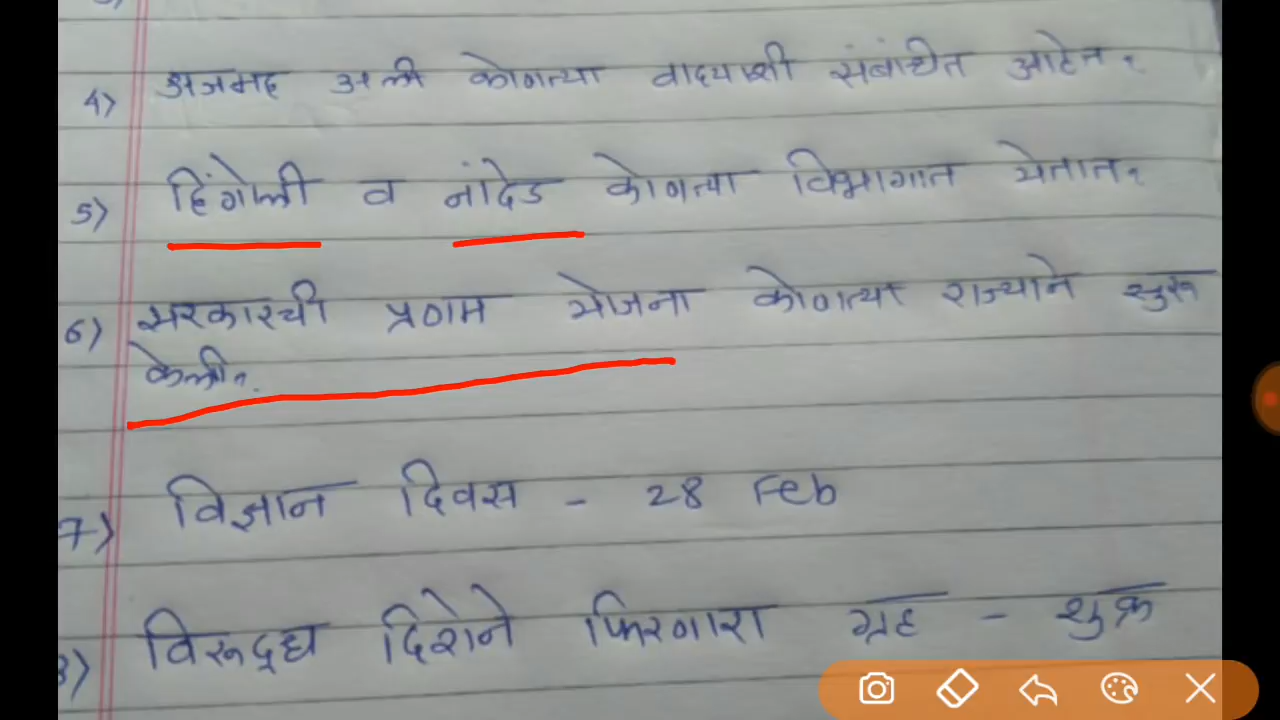 4) अजमद अली कोणत्या वाद्याशी संबंधीत आहेत?
5) हिंगोली व नांदेड कोणत्या विभागात येतात?
6) सरकारची प्रणाम योजना कोणत्या राज्याने सुरू
केली?
7) विज्ञान दिवस - 28 Feb
8) विरूद्ध दिशेने फिरणारा ग्रह - शुक्र